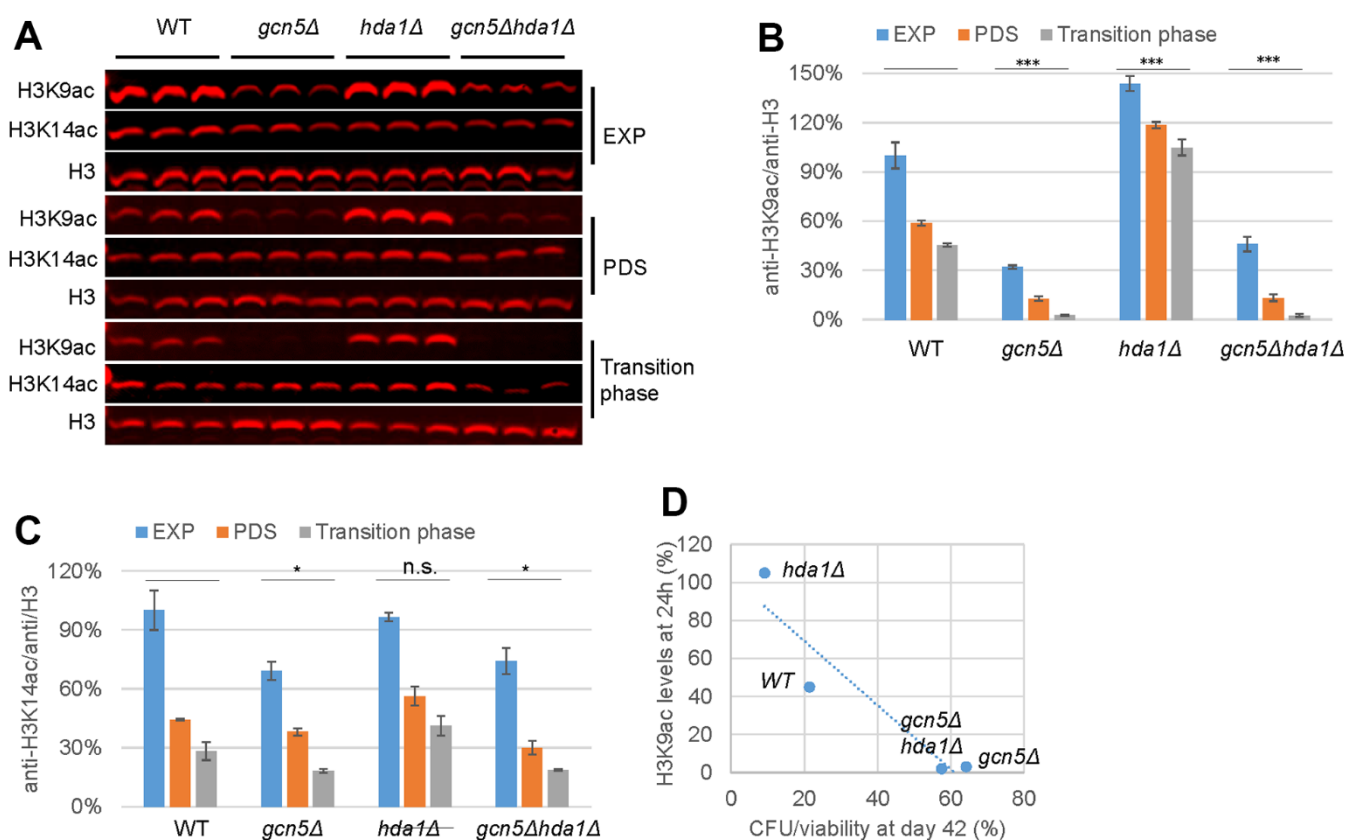 A
WT gcn5Δ hda1Δ gcn5Δhda1Δ
H3K9ac
H3K14ac
H3
EXP
H3K9ac
H3K14ac
H3
PDS
H3K9ac
H3K14ac
H3
Transition
phase
B
EXP PDS Transition phase
*** *** ***
150%
120%
90%
60%
30%
0%
anti-H3K9ac/anti-H3
WT gcn5Δ hda1Δ gcn5Δhda1Δ
C
EXP PDS Transition phase
* n.s. *
120%
90%
60%
30%
0%
anti-H3K14ac/anti/H3
WT gcn5Δ hda1Δ gcn5Δhda1Δ
D
120
100
80
60
40
20
0
H3K9ac levels at 24h (%)
hda1Δ
WT
gcn5Δ
hda1Δ
gcn5Δ
0 20 40 60 80
CFU/viability at day 42 (%)